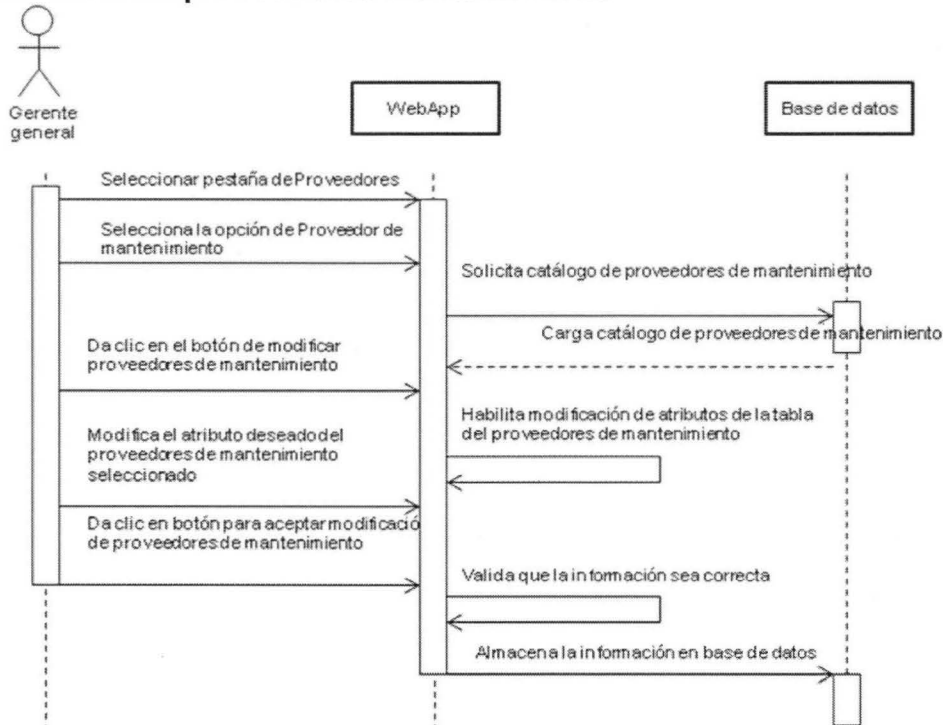 Gerente
general
WebApp
Base de datos
Seleccionar pestaña de Proveedores
Selecciona la opción de Proveedor de
mantenimiento
Solicita catálogo de proveedores de mantenimiento
Carga catálogo de proveedores de mantenimiento
Da clic en el botón de modificar
proveedores de mantenimiento
Habilita modificación de atributos de la tabla
del proveedores de mantenimiento
Modifica el atributo deseado del
proveedores de mantenimiento
seleccionado
Da clic en botón para aceptar modificació
de proveedores de mantenimiento
Valida que la información sea correcta
Almacena la información en base de datos